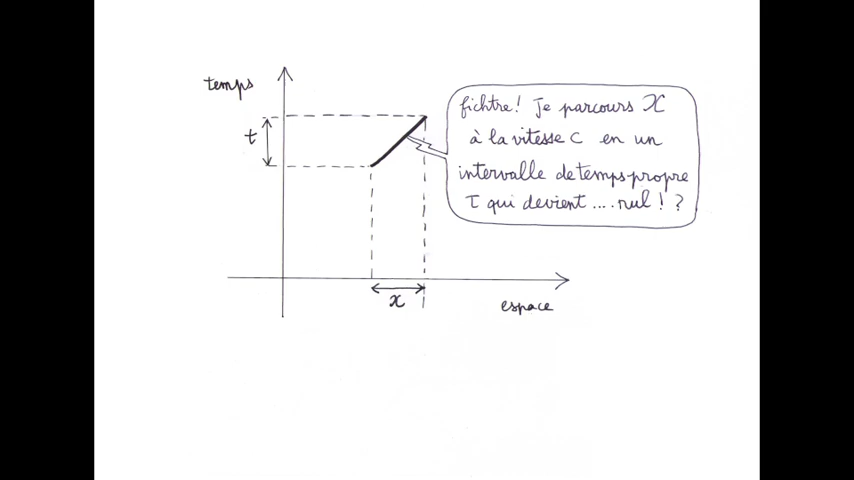 temps
fichtre! Je parcours X
à la vitesse c en un
t
intervalle de temps propre
τ qui devient .... nul ! ?
x
espace